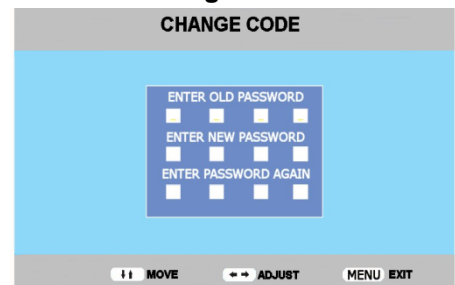 CHANGE CODE
ENTER OLD PASSWORD
- - - -
ENTER NEW PASSWORD
ENTER PASSWORD AGAIN
MOVE ADJUST MENU EXIT